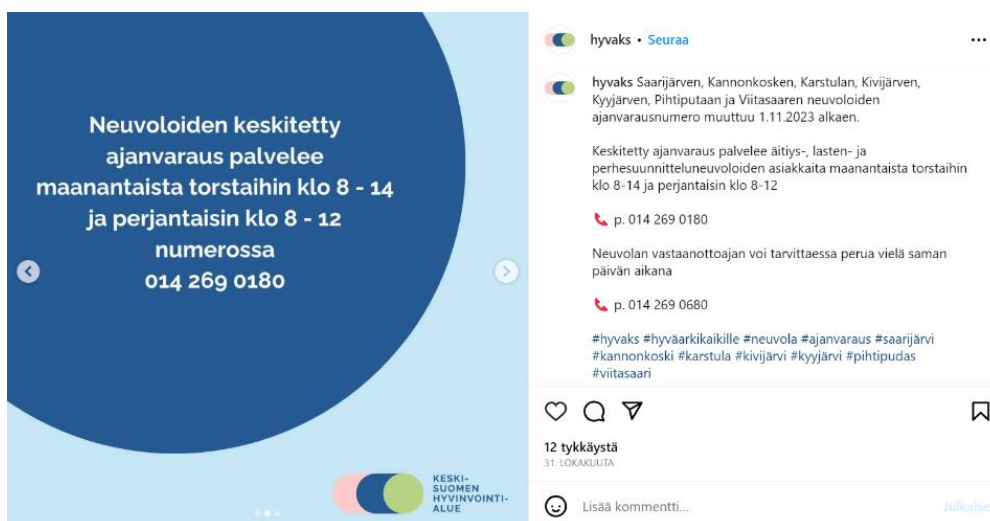 Neuvoloiden keskitetty
ajanvaraus palvelee
maanantaista torstaihin klo 8 - 14
ja perjantaisin klo 8 - 12
numerossa
014 269 0180
KESKI-
SUOMEN
HYVINVOINTI-
ALUE
hyvaks • Seuraa
hyvaks Saarijärven, Kannonkosken, Karstulan, Kivijärven,
Kyyjärven, Pihtiputaan ja Viitasaaren neuvoloiden
ajanvarausnumero muuttuu 1.11.2023 alkaen.
Keskitetty ajanvaraus palvelee äitiys-, lasten- ja
perhesuunnitteluneuvoloiden asiakkaita maanantaista torstaihin
klo 8-14 ja perjantaisin klo 8-12
p. 014 269 0180
Neuvolan vastaanottoajan voi tarvittaessa perua vielä saman
päivän aikana
p. 014 269 0680
#hyvaks #hyväarkikaikille #neuvola #ajanvaraus #saarijärvi
#kannonkoski #karstula #kivijärvi #kyyjärvi #pihtipudas
#viitasaari
12 tykkäystä
31. LOKAKUUTA
Lisää kommentti...
Julkaise